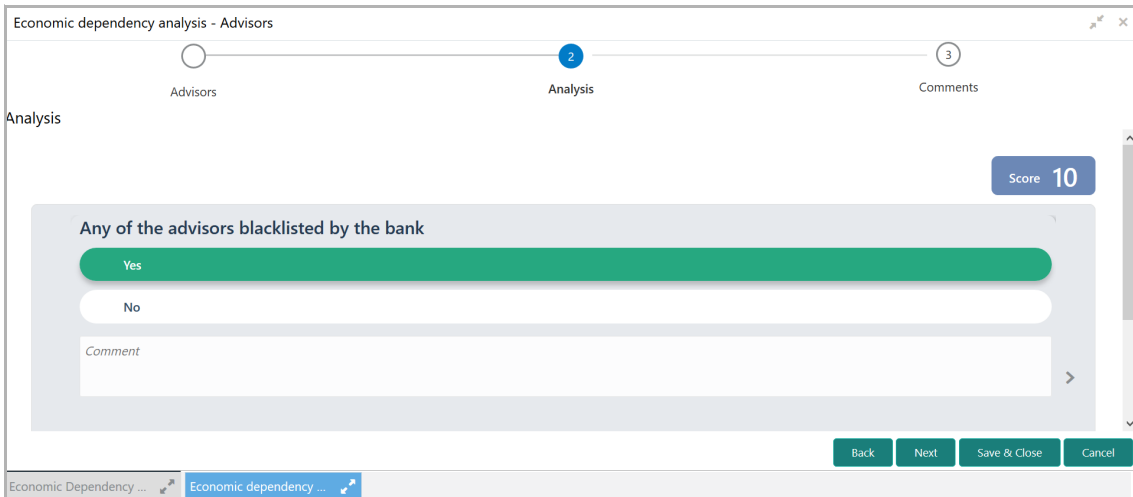 Economic dependency analysis - Advisors
2
3
Advisors
Analysis
Comments
Analysis
Score 10
Any of the advisors blacklisted by the bank
Yes
No
Comment
Back
Next
Save & Close
Cancel
Economic Dependency ...
Economic dependency ...